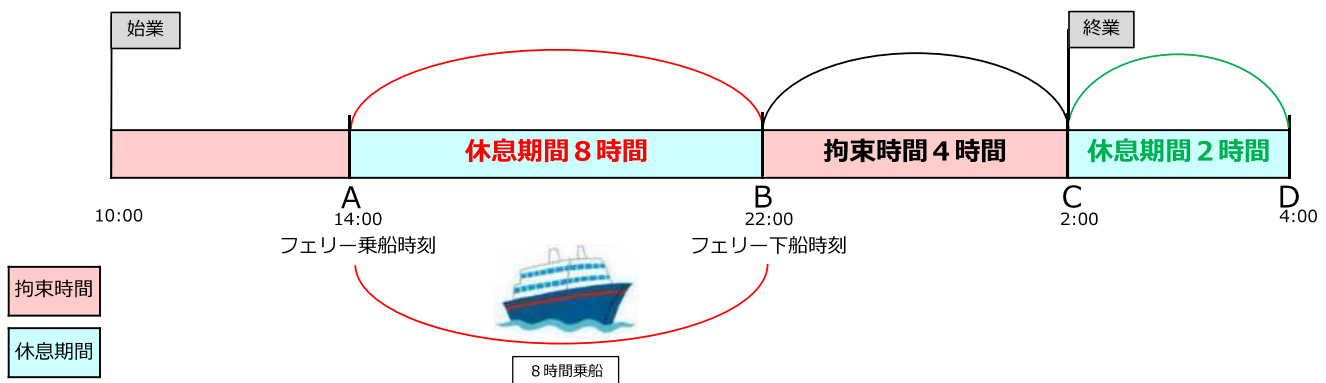 始業
終業
休息期間８時間
拘束時間４時間
休息期間２時間
A
B
C
D
10:00
14:00
22:00
2:00
4:00
フェリー乗船時刻
フェリー下船時刻
拘束時間
休息期間
８時間乗船